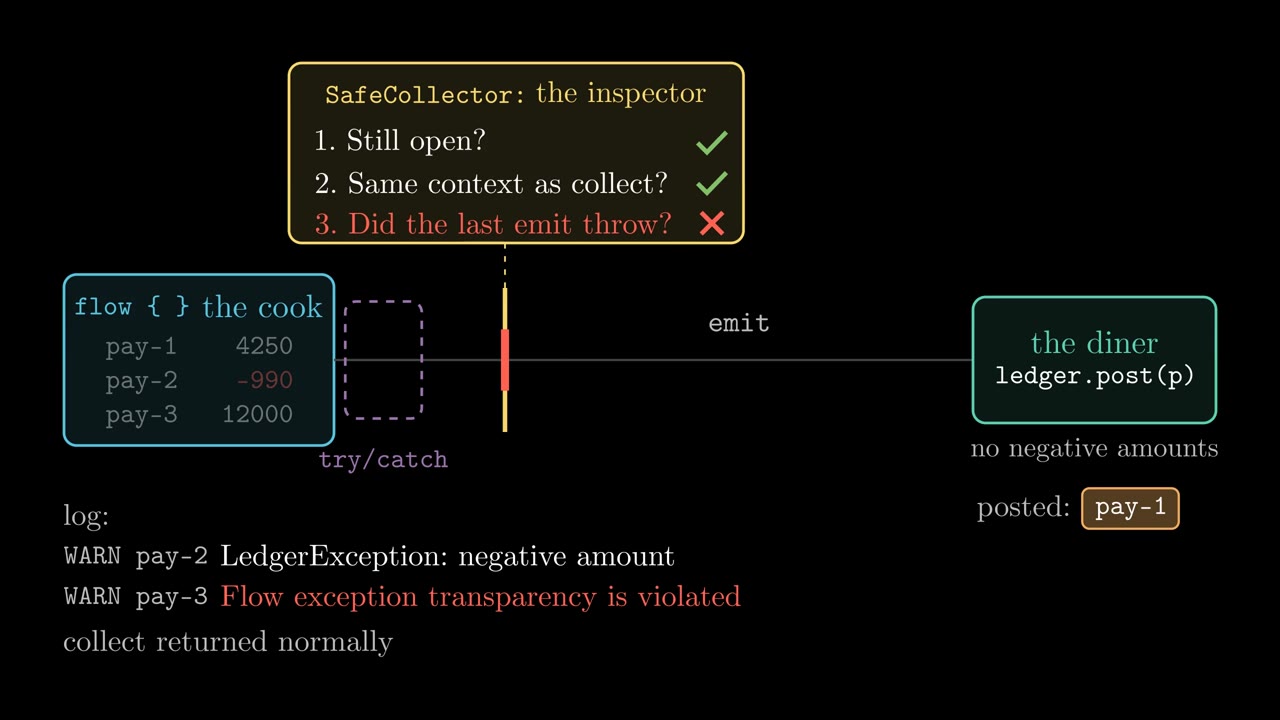 SafeCollector: the inspector
1. Still open?
2. Same context as collect?
3. Did the last emit throw?
flow { } the cook
pay-1 4250
pay-2 -990
pay-3 12000
try/catch
emit
the diner
ledger.post(p)
no negative amounts
posted: pay-1
log:
WARN pay-2 LedgerException: negative amount
WARN pay-3 Flow exception transparency is violated
collect returned normally